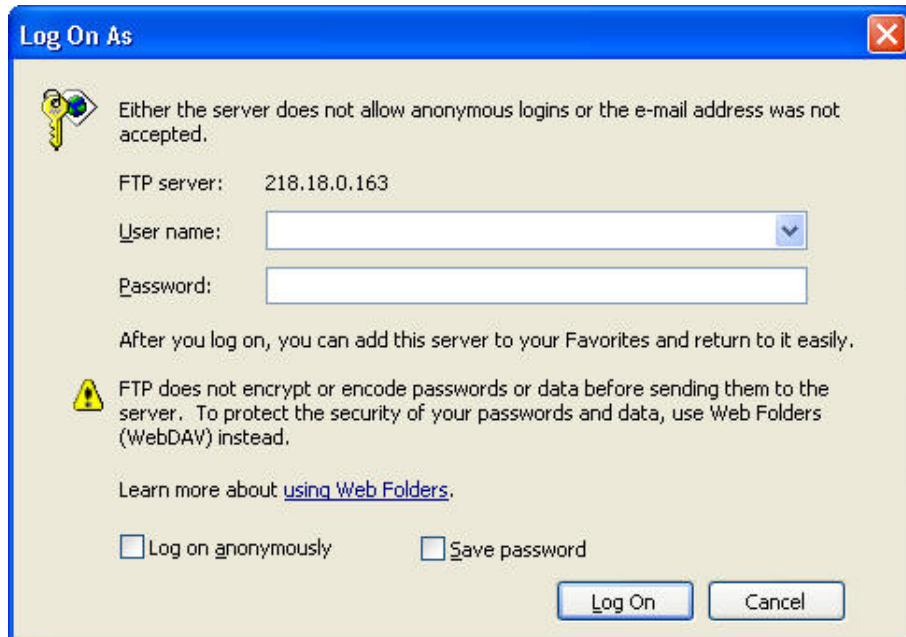 Log On As
Either the server does not allow anonymous logins or the e-mail address was not
accepted.
FTP server: 218.18.0.163
User name:
Password:
After you log on, you can add this server to your Favorites and return to it easily.
FTP does not encrypt or encode passwords or data before sending them to the
server. To protect the security of your passwords and data, use Web Folders
(WebDAV) instead.
Learn more about using Web Folders.
Log on anonymously Save password
Log On Cancel